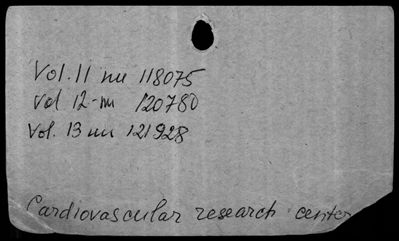 Vol. 11 nu 118075
vol 12-nu 120780
Vol. 13 nu 121928
Cardiovascular research center